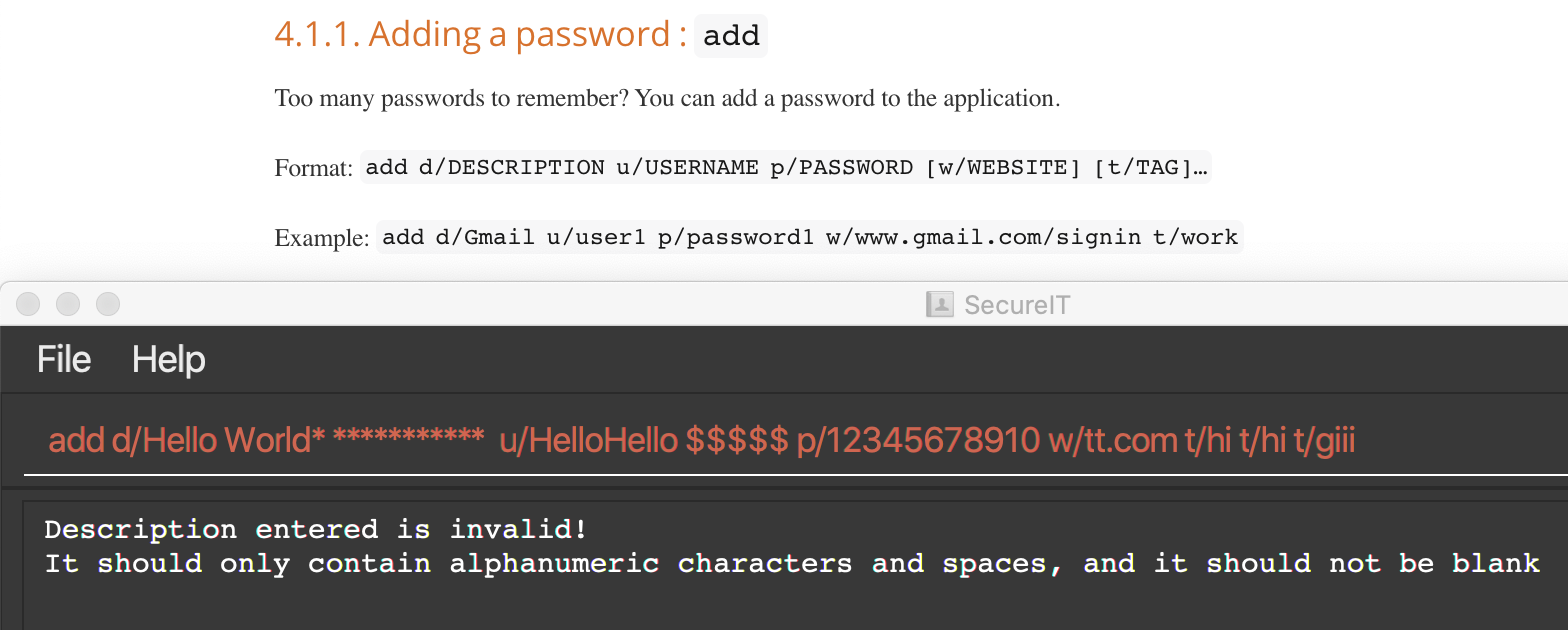 4.1.1. Adding a password : add
Too many passwords to remember? You can add a password to the application.
Format: add d/DESCRIPTION u/USERNAME p/PASSWORD [w/WEBSITE] [t/TAG]…
Example: add d/Gmail u/user1 p/password1 w/www.gmail.com/signin t/work
SecureIT
File Help
add d/Hello World* *********** u/HelloHello $$$$$ p/12345678910 w/tt.com t/hi t/hi t/giii
Description entered is invalid!
It should only contain alphanumeric characters and spaces, and it should not be blank